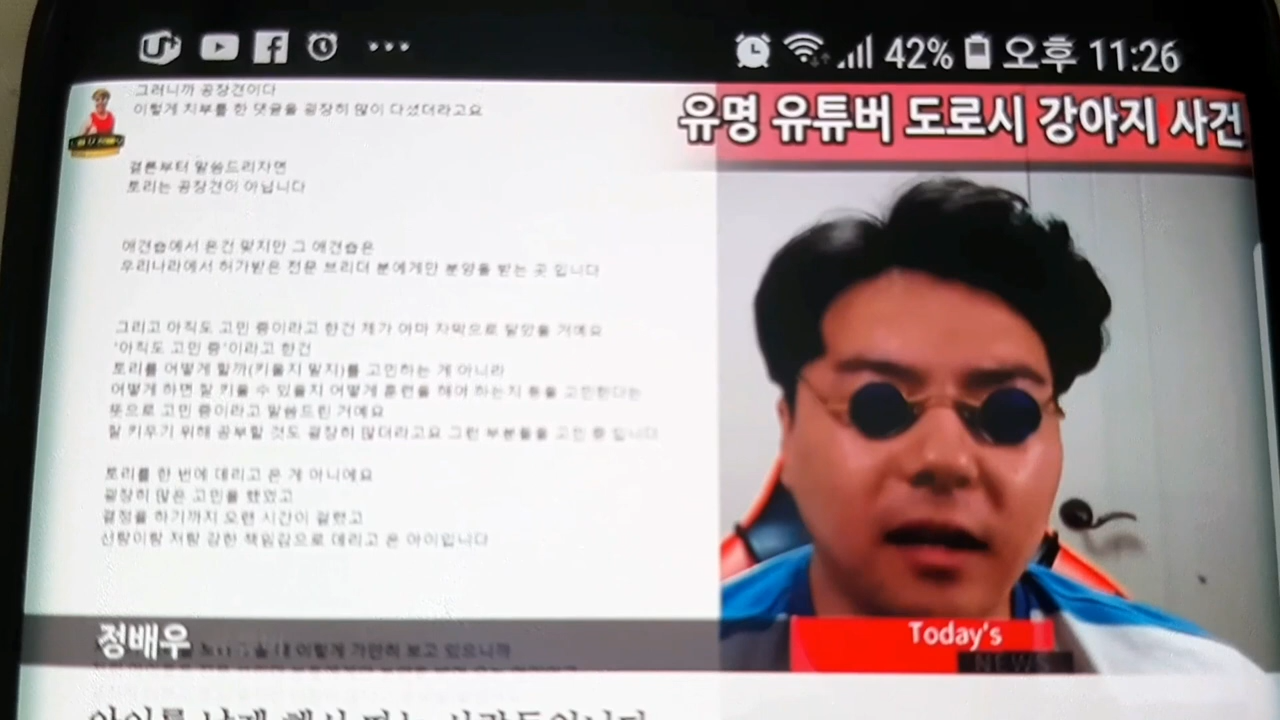 42% 오후 11:26
유명 유튜버 도로시 강아지 사건
그러니까 공장견이다
이렇게 치부를 한 댓글을 굉장히 많이 다셨더라고요
결론부터 말씀드리자면
토리는 공장견이 아닙니다
애견숍에서 온건 맞지만 그 애견숍은
우리나라에서 허가받은 전문 브리더 분에게만 분양을 받는 곳 입니다
그리고 아직도 고민 중이라고 한건 제가 아마 자막으로 달았을 거예요
'아직도 고민 중'이라고 한건
토리를 어떻게 할까(키울지 말지)를 고민하는 게 아니라
어떻게 하면 잘 키울 수 있을지 어떻게 훈련을 해야 하는지 등을 고민한다는
뜻으로 고민 중이라고 말씀드린 거예요
잘 키우기 위해 공부할 것도 굉장히 많더라고요 그런 부분들을 고민 중 입니다
토리를 한 번에 데리고 온 게 아니에요
굉장히 많은 고민을 했었고
결정을 하기까지 오랜 시간이 걸렸고
신랑이랑 저랑 강한 책임감으로 데리고 온 아이입니다
정배우
이렇게 가만히 보고 있으니까
Today's
NEWS